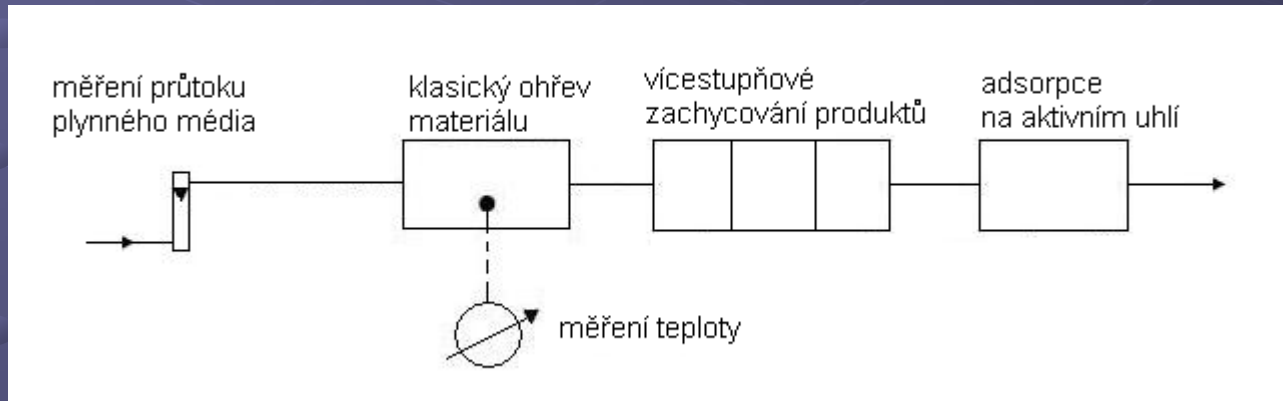 měření průtoku
plynného média
klasický ohřev
materiálu
vícestupňové
zachycování produktů
adsorpce
na aktivním uhlí
měření teploty